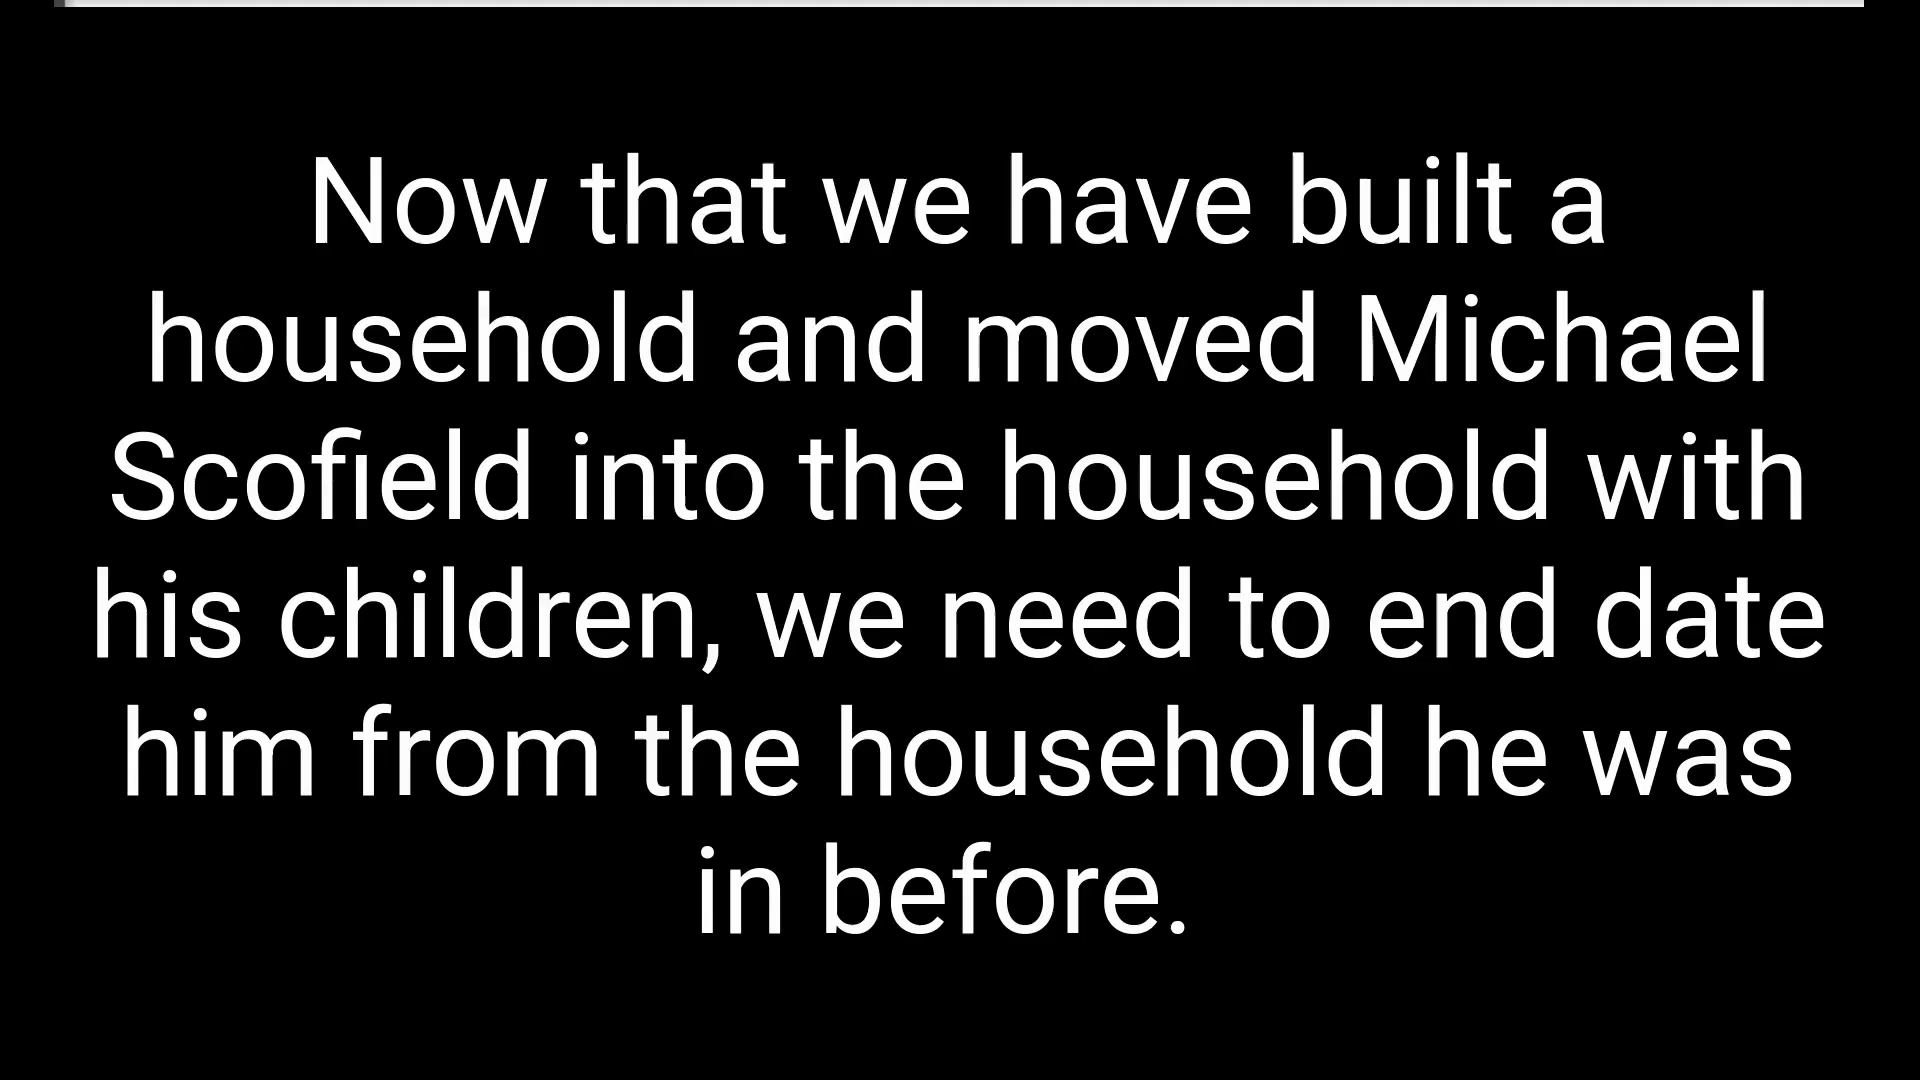 Now that we have built a
household and moved Michael
Scofield into the household with
his children, we need to end date
him from the household he was
in before.